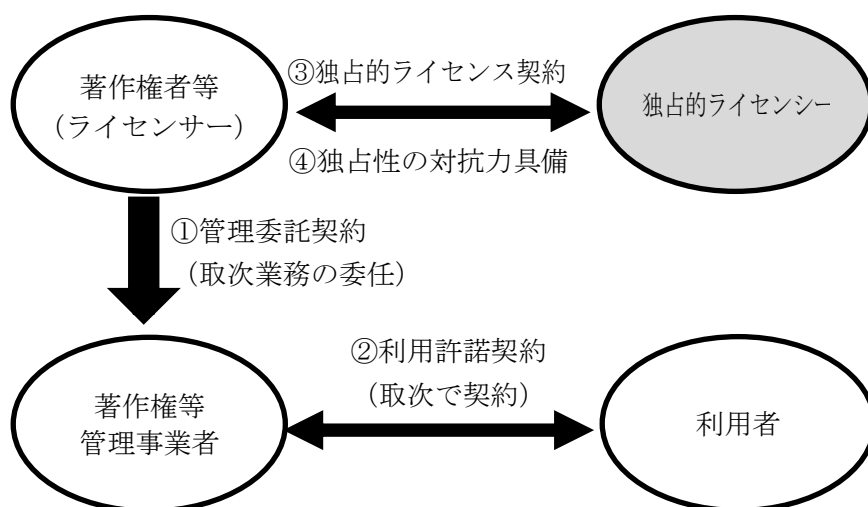 著作権者等
（ライセンサー）
③独占的ライセンス契約
④独占性の対抗力具備
独占的ライセンシー
①管理委託契約
（取次業務の委任）
著作権等
管理事業者
②利用許諾契約
（取次で契約）
利用者